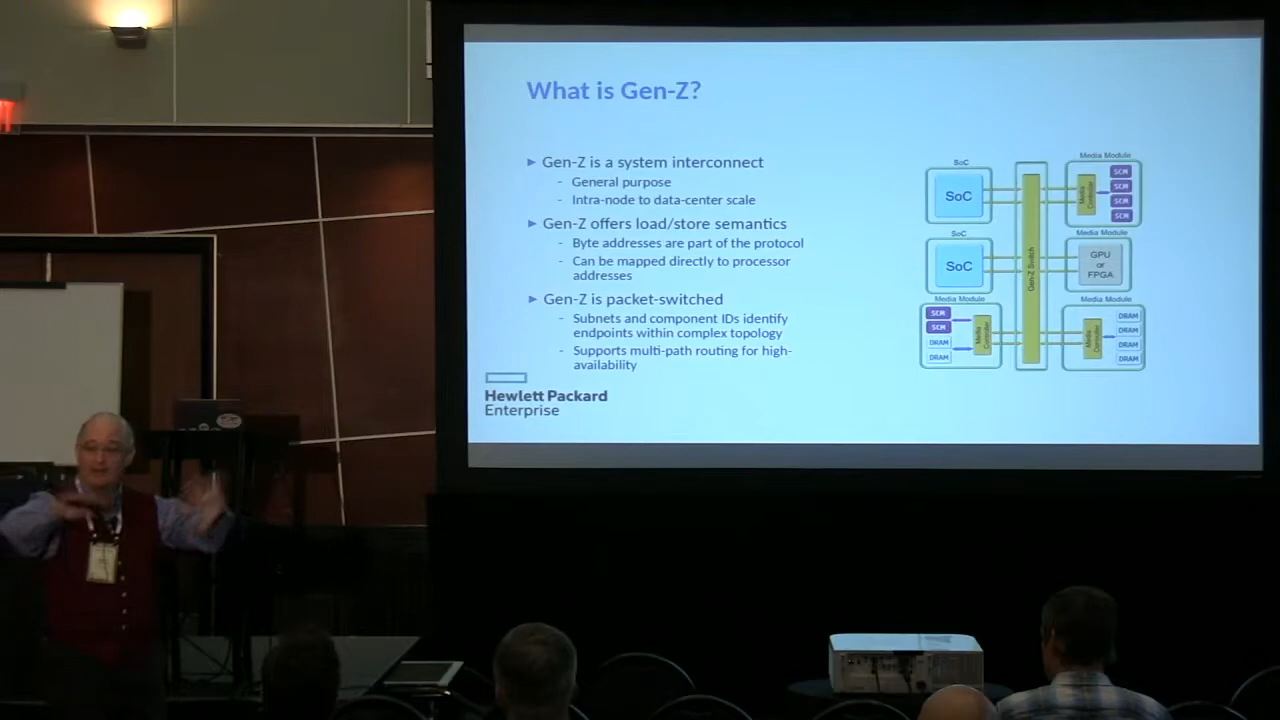 What is Gen-Z?
► Gen-Z is a system interconnect
- General purpose
- Intra-node to data-center scale
► Gen-Z offers load/store semantics
- Byte addresses are part of the protocol
- Can be mapped directly to processor
addresses
► Gen-Z is packet-switched
- Subnets and component IDs identify
endpoints within complex topology
- Supports multi-path routing for high-
availability
Hewlett Packard
Enterprise
SoC
SoC
SoC
SoC
Media Module
SCM
SCM
DRAM
DRAM
Media
Controller
Gen-Z Switch
Media Module
Media
Controller
SCM
SCM
SCM
SCM
Media Module
GPU
or
FPGA
Media Module
Media
Controller
DRAM
DRAM
DRAM
DRAM